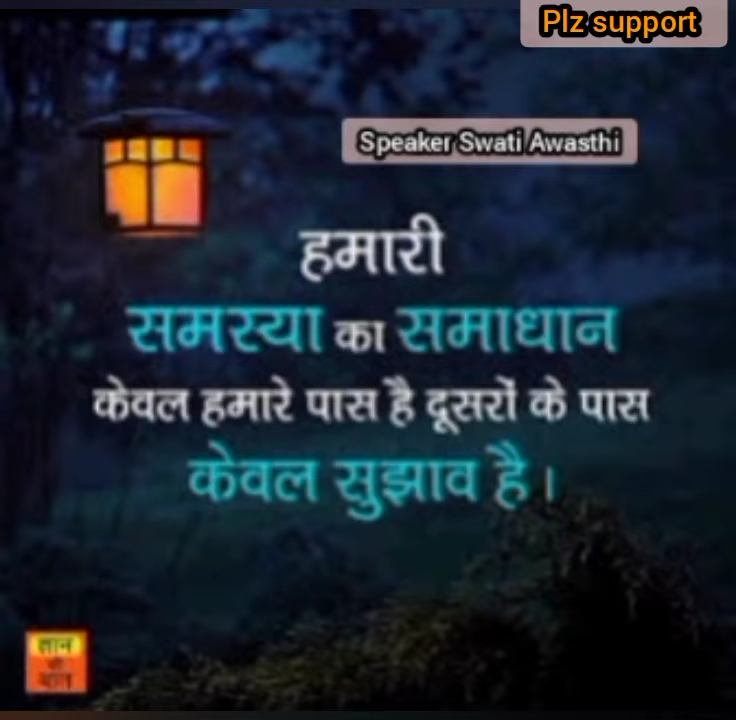 Plz support
Speaker Swati Awasthi
हमारी
समस्या का समाधान
केवल हमारे पास है दूसरों के पास
केवल सुझाव है।
ज्ञान
की
बात